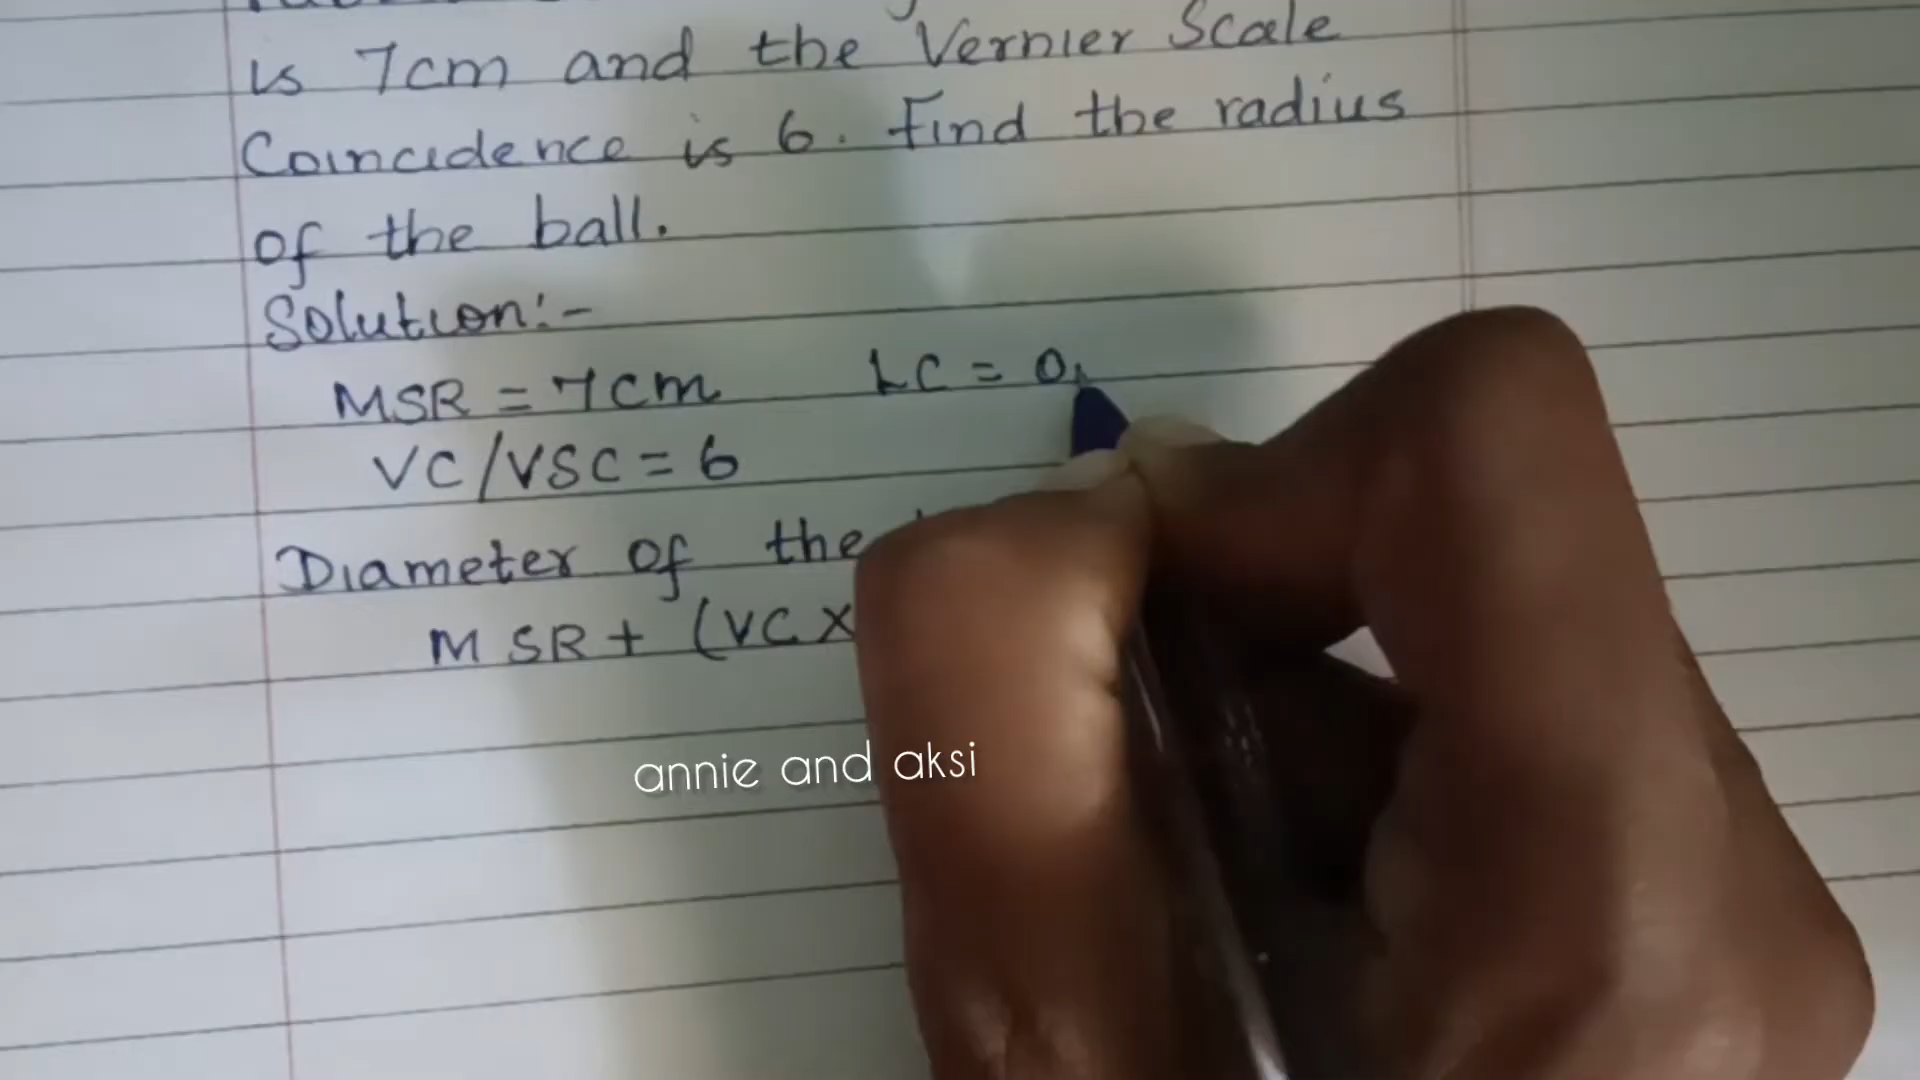 is 7cm and the Vernier Scale
Coincidence is 6. Find the radius
of the ball.
Solution:-
MSR = 7cm LC = 0.
VC/VSC = 6
Diameter of the
MSR + (VC X
annie and aksi